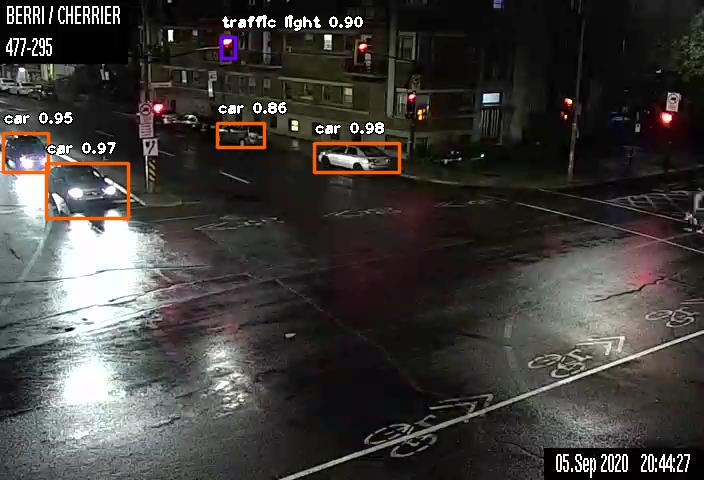 BERRI / CHERRIER
477-295
traffic light 0.90
car 0.95
car 0.86
car 0.98
car 0.97
05.Sep 2020 20:44:27